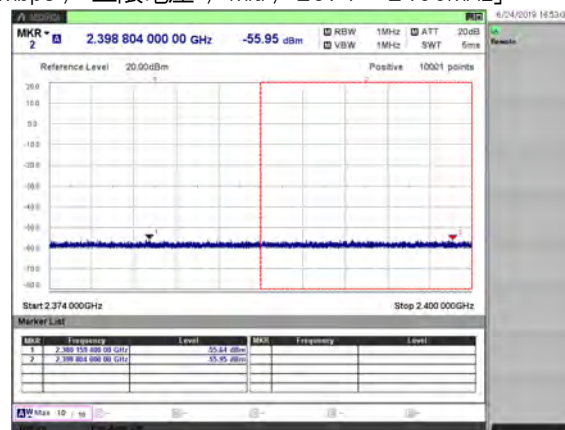 MKR 2 A 2.398 804 000 00 GHz -55.95 dBm
RBW 1MHz ATT 20dB
VBW 1MHz SWT 5ms
6/24/2019
Reference Level 20.00dBm Positive 10001 points
1 2
20.0
10.0
0.0
-10.0
-20.0
-30.0
-40.0
-50.0
-60.0
-70.0
-80.0
1 2
Start 2.374 000GHz Stop 2.400 000GHz
Marker List
MKR Frequency Level MKR Frequency Level
1 2.380 159 400 00 GHz -55.64 dBm
2 2.398 804 000 00 GHz -55.95 dBm
Max 10 / 10